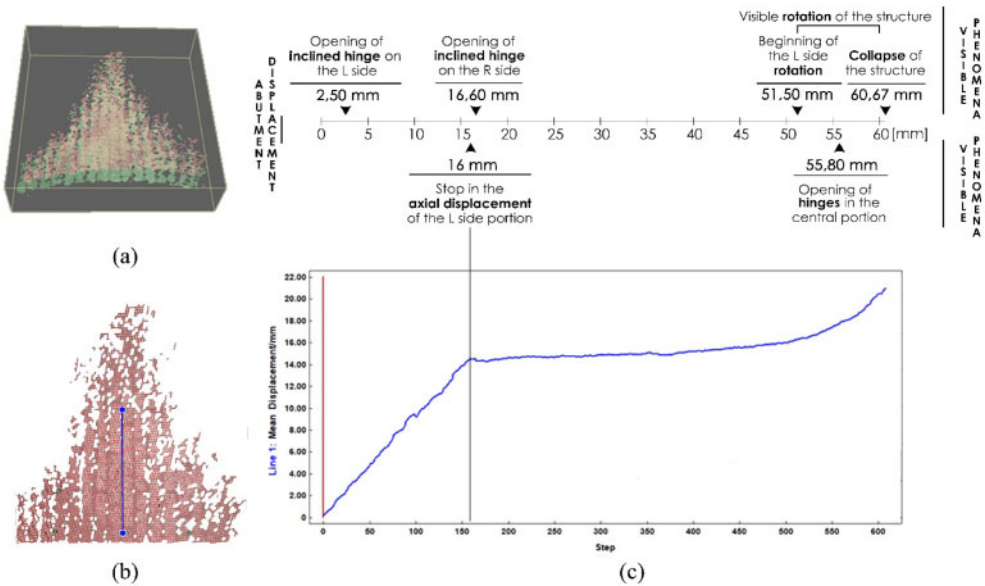 (a)
(b)
ABUTMENT
DISPLACEMENT
Opening of
inclined hinge on
the L side
2,50 mm
Opening of
inclined hinge
on the R side
16,60 mm
Visible rotation of the structure
Beginning of
the L side
rotation
51,50 mm
Collapse of
the structure
60,67 mm
VISIBLE
PHENOMENA
0 5 10 15 20 25 30 35 40 45 50 55 60 [mm]
16 mm
Stop in the
axial displacement
of the L side portion
55,80 mm
Opening of
hinges in the
central portion
VISIBLE
PHENOMENA
Line 1: Mean Displacement/mm
22.00
20.00
18.00
16.00
14.00
12.00
10.00
8.00
6.00
4.00
2.00
0
0 50 100 150 200 250 300 350 400 450 500 550 600
Step
(c)